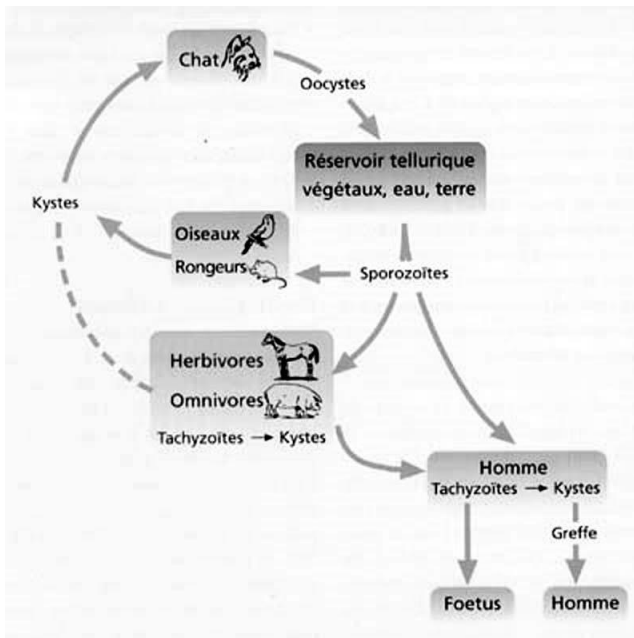 Chat
Oocystes
Réservoir tellurique
végétaux, eau, terre
Kystes
Oiseaux
Rongeurs
Sporozoïtes
Herbivores
Omnivores
Tachyzoïtes → Kystes
Homme
Tachyzoïtes → Kystes
Greffe
Foetus
Homme